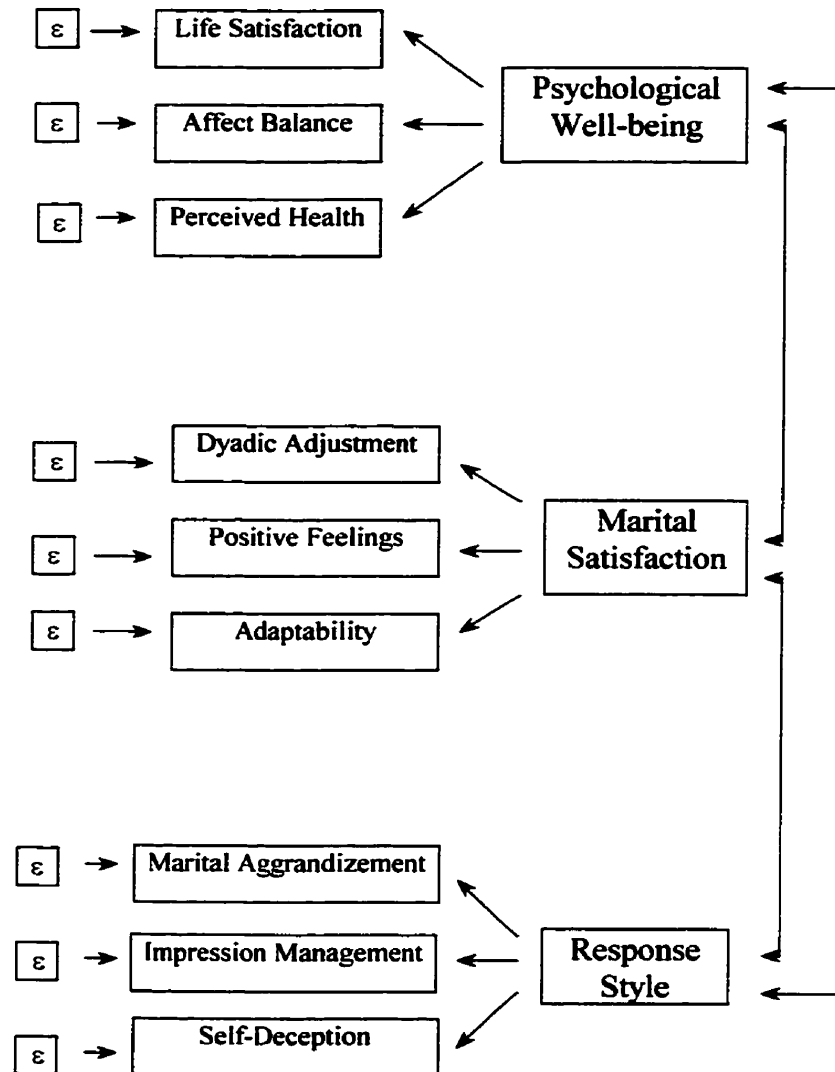 ε
Life Satisfaction
ε
Affect Balance
ε
Perceived Health
Psychological
Well-being
ε
Dyadic Adjustment
ε
Positive Feelings
ε
Adaptability
Marital
Satisfaction
ε
Marital Aggrandizement
ε
Impression Management
ε
Self-Deception
Response
Style